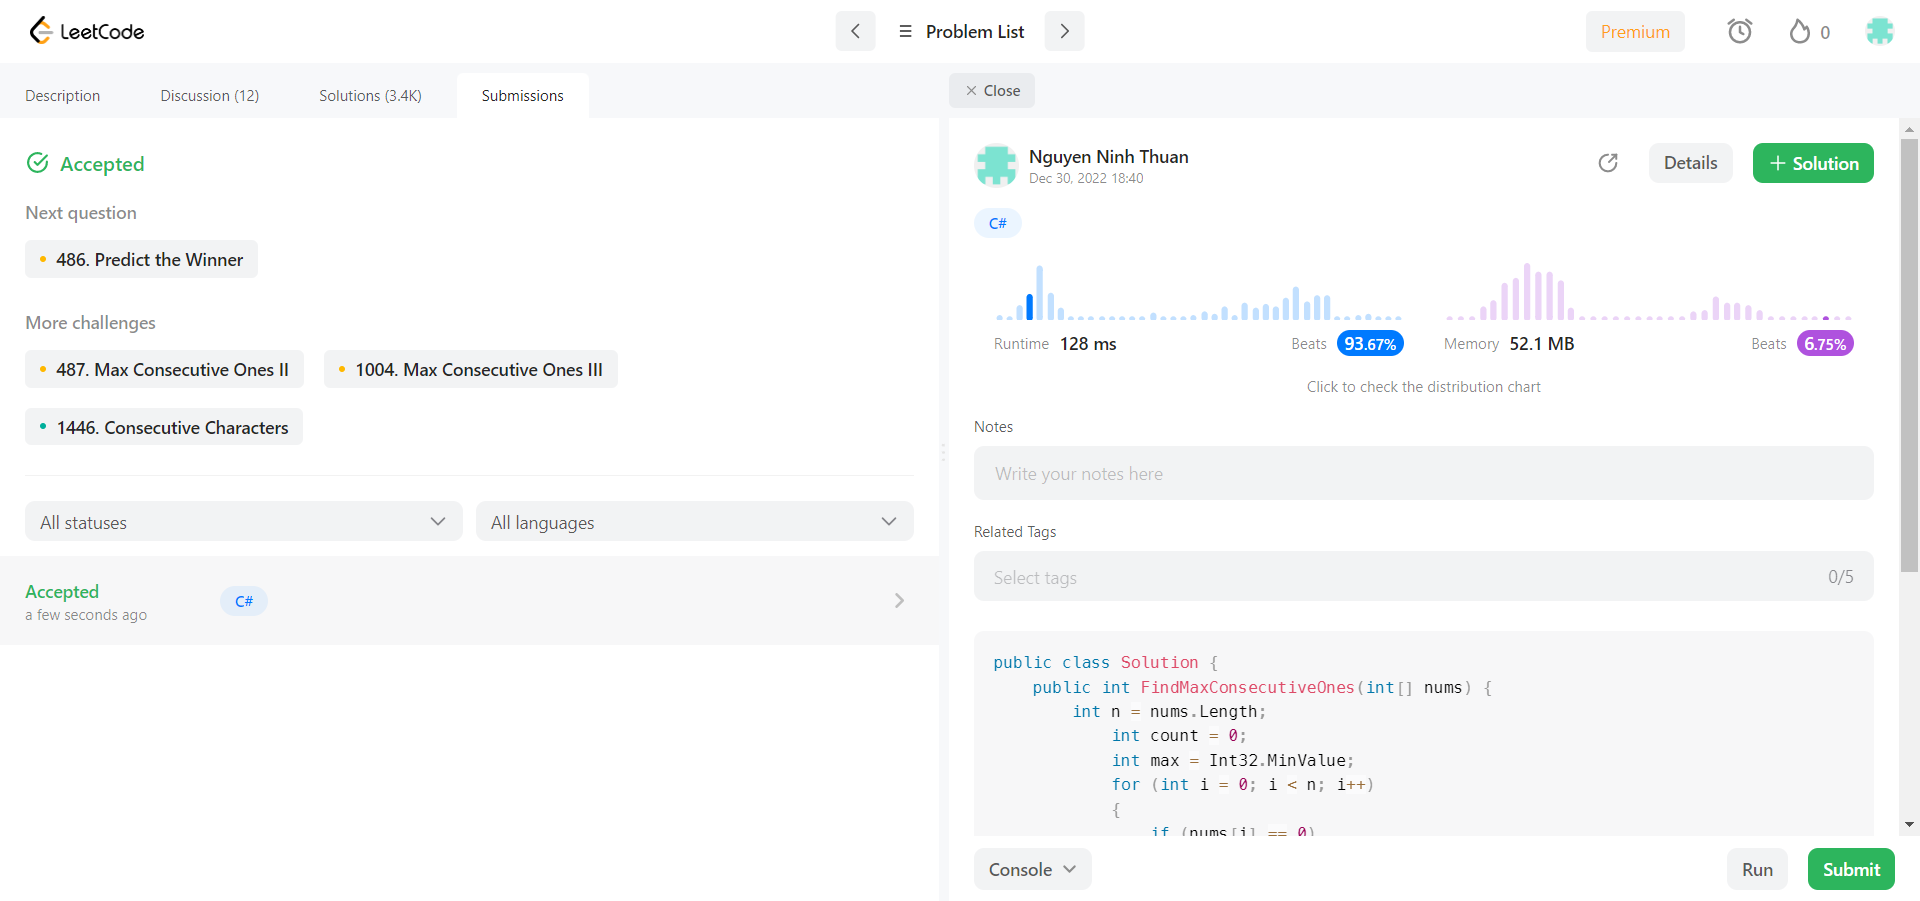 LeetCode
Problem List
Premium
0
Description
Discussion (12)
Solutions (3.4K)
Submissions
Close
Accepted
Next question
486. Predict the Winner
More challenges
487. Max Consecutive Ones II
1004. Max Consecutive Ones III
1446. Consecutive Characters
All statuses
All languages
Accepted
a few seconds ago
C#
Nguyen Ninh Thuan
Dec 30, 2022 18:40
Details
+ Solution
C#
Runtime 128 ms
Beats 93.67%
Memory 52.1 MB
Beats 6.75%
Click to check the distribution chart
Notes
Write your notes here
Related Tags
Select tags
0/5
public class Solution {
    public int FindMaxConsecutiveOnes(int[] nums) {
        int n = nums.Length;
            int count = 0;
            int max = Int32.MinValue;
            for (int i = 0; i < n; i++)
            {
                if (nums[i] == 0)
Console
Run
Submit